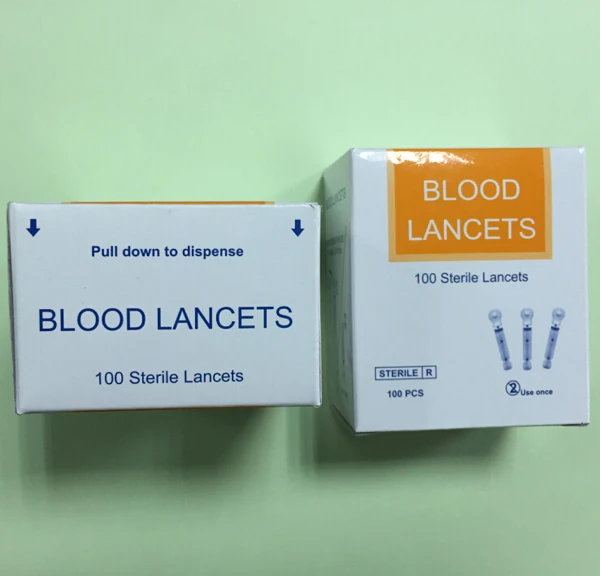 Pull down to dispense
BLOOD LANCETS
100 Sterile Lancets
BLOOD
LANCETS
100 Sterile Lancets
STERILE R
100 PCS
2 Use once